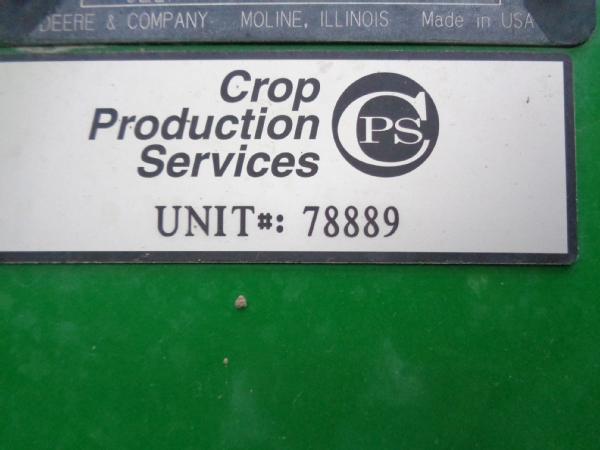 DEERE & COMPANY MOLINE, ILLINOIS Made in USA
Crop
Production
Services
CPS
UNIT#: 78889